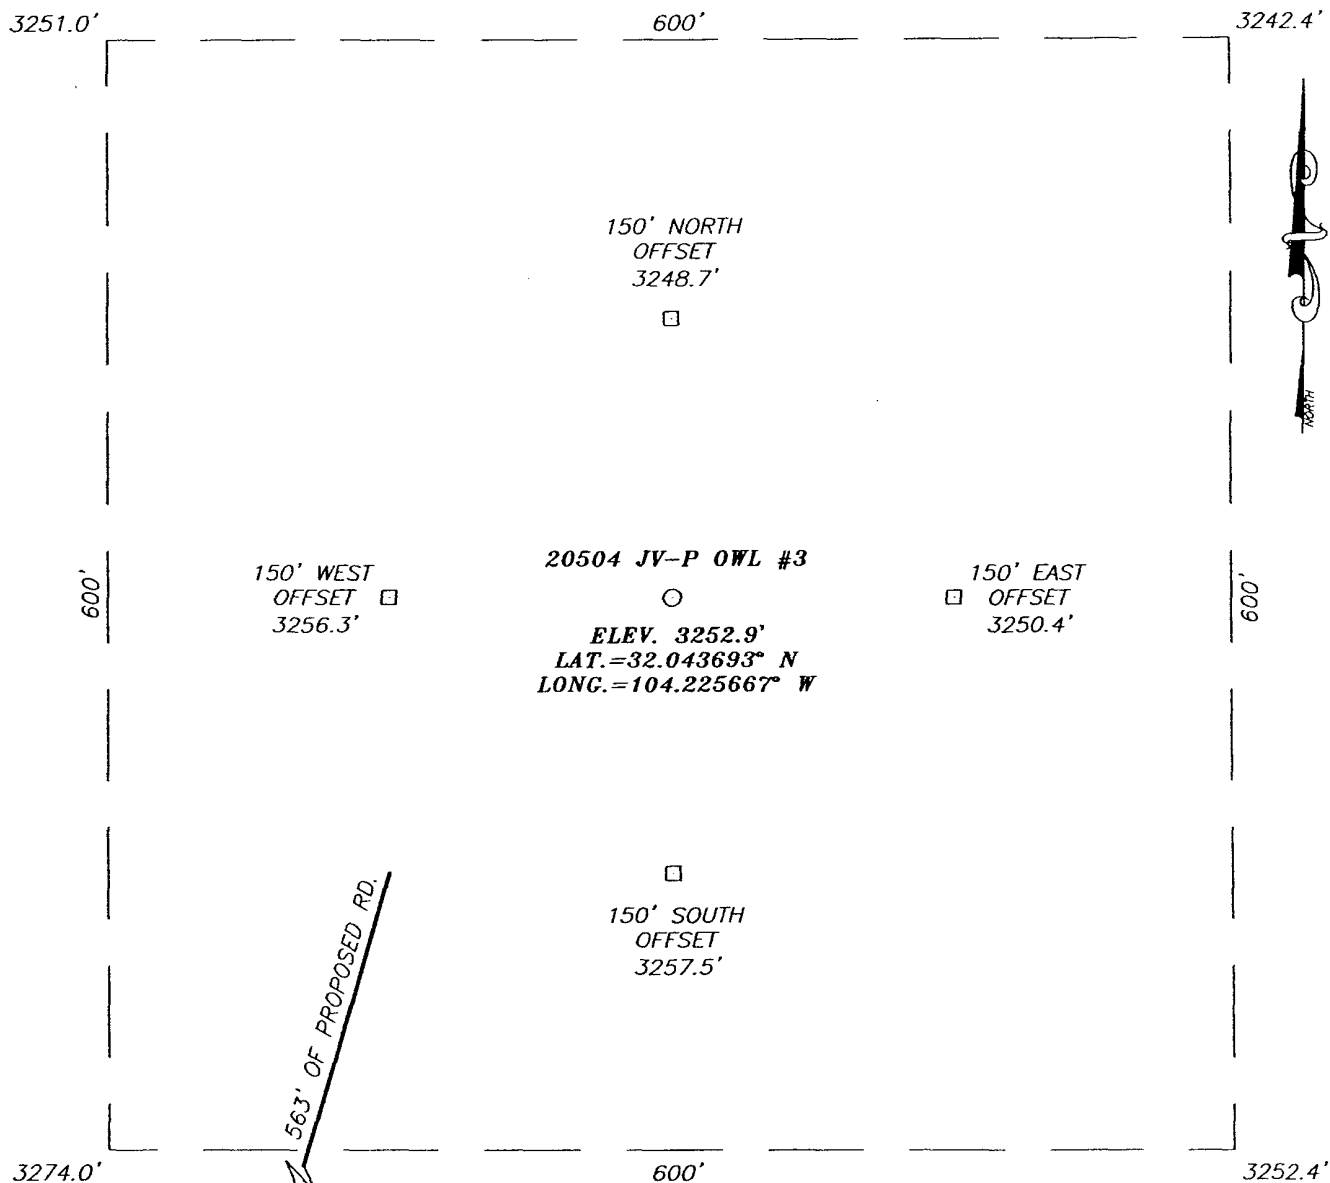 3251.0'
600'
3242.4'
150' NORTH
OFFSET
3248.7'
NORTH
600'
150' WEST
OFFSET
3256.3'
20504 JV-P OWL #3
ELEV. 3252.9'
LAT.=32.043693° N
LONG.=104.225667° W
150' EAST
OFFSET
3250.4'
600'
150' SOUTH
OFFSET
3257.5'
563' OF PROPOSED RD.
3274.0'
600'
3252.4'